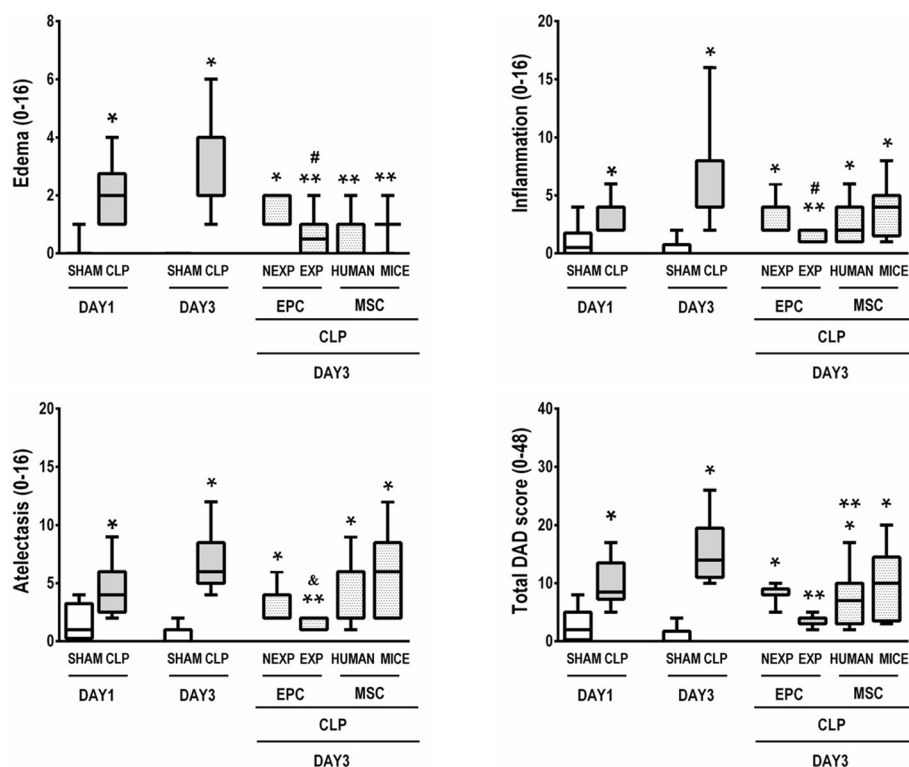 Edema (0-16)
8
6
4
2
0
*
*
*
#
**
**
**
SHAM CLP
SHAM CLP
NEXP EXP
HUMAN MICE
DAY1
DAY3
EPC
MSC
CLP
DAY3
Inflammation (0-16)
20
15
10
5
0
*
*
*
#
**
*
*
SHAM CLP
SHAM CLP
NEXP EXP
HUMAN MICE
DAY1
DAY3
EPC
MSC
CLP
DAY3
Atelectasis (0-16)
20
15
10
5
0
*
*
*
&
**
*
*
SHAM CLP
SHAM CLP
NEXP EXP
HUMAN MICE
DAY1
DAY3
EPC
MSC
CLP
DAY3
Total DAD score (0-48)
40
30
20
10
0
*
*
*
**
**
*
*
SHAM CLP
SHAM CLP
NEXP EXP
HUMAN MICE
DAY1
DAY3
EPC
MSC
CLP
DAY3